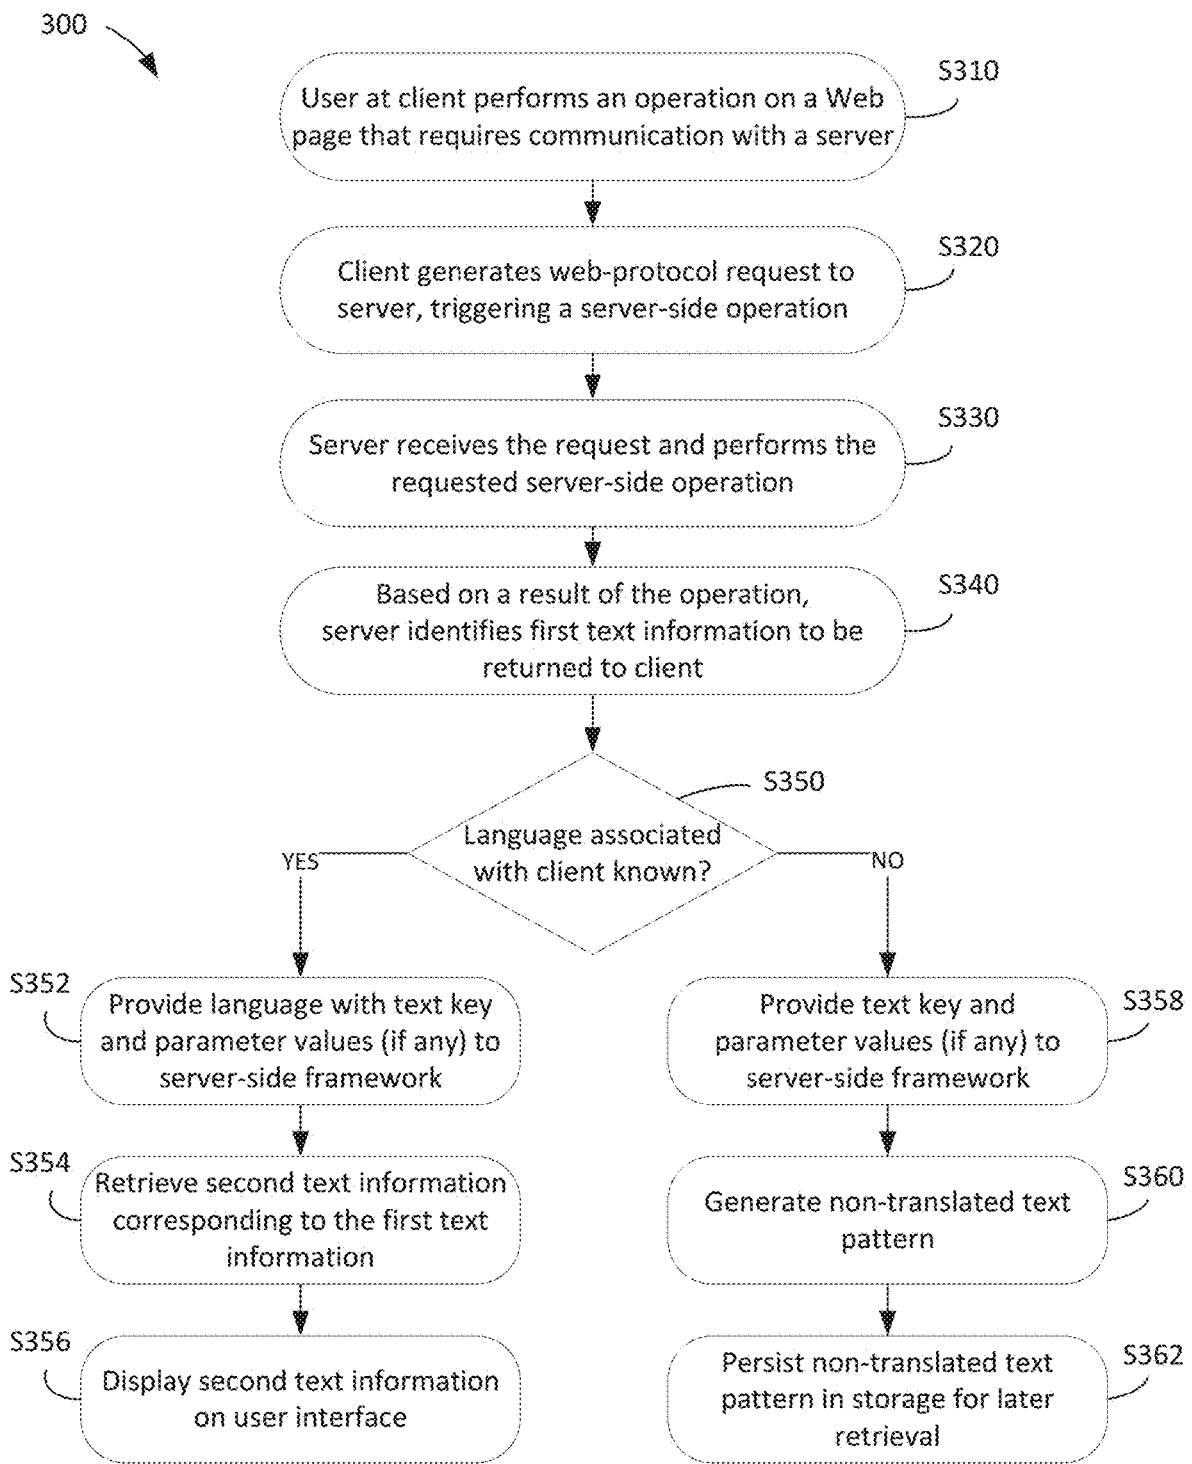 300
S310
User at client performs an operation on a Web
page that requires communication with a server
S320
Client generates web-protocol request to
server, triggering a server-side operation
S330
Server receives the request and performs the
requested server-side operation
S340
Based on a result of the operation,
server identifies first text information to be
returned to client
S350
Language associated
with client known?
YES
NO
S352
Provide language with text key
and parameter values (if any) to
server-side framework
S358
Provide text key and
parameter values (if any) to
server-side framework
S354
Retrieve second text information
corresponding to the first text
information
S360
Generate non-translated text
pattern
S356
Display second text information
on user interface
S362
Persist non-translated text
pattern in storage for later
retrieval